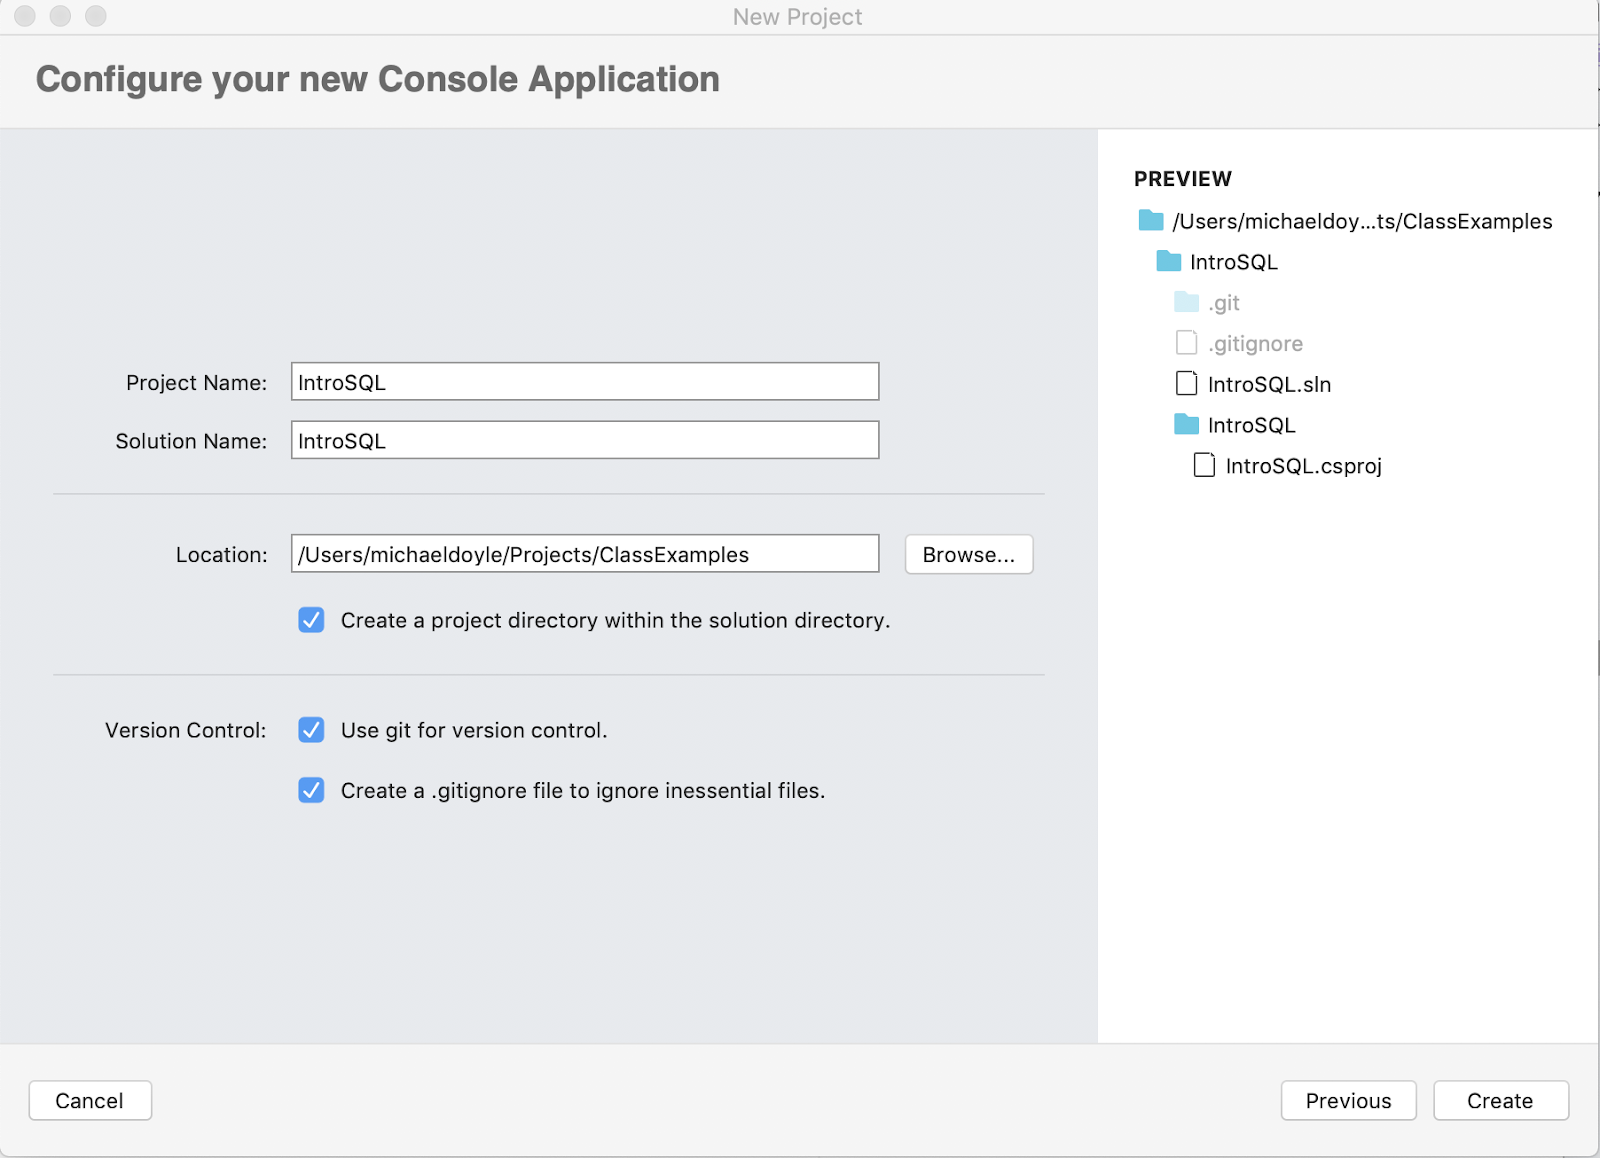 New Project
Configure your new Console Application
Project Name: IntroSQL
Solution Name: IntroSQL
Location: /Users/michaeldoyle/Projects/ClassExamples Browse...
Create a project directory within the solution directory.
Version Control: Use git for version control.
Create a .gitignore file to ignore inessential files.
PREVIEW
/Users/michaeldoy...ts/ClassExamples
IntroSQL
.git
.gitignore
IntroSQL.sln
IntroSQL
IntroSQL.csproj
Cancel Previous Create